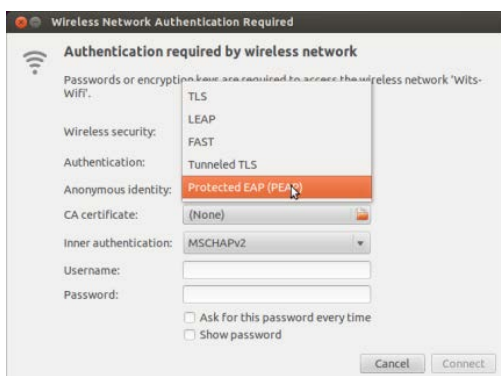 Wireless Network Authentication Required
Authentication required by wireless network
Passwords or encryption keys are required to access the wireless network 'Wits-
Wifi'.
TLS
LEAP
FAST
Tunneled TLS
Protected EAP (PEAP)
Wireless security:
Authentication:
Anonymous identity:
CA certificate:
(None)
Inner authentication:
MSCHAPv2
Username:
Password:
Ask for this password every time
Show password
Cancel
Connect